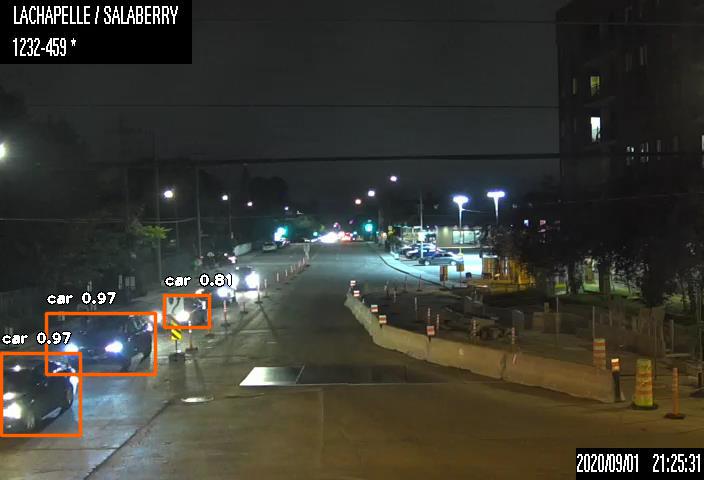 LACHAPELLE / SALABERRY
1232-459 *
car 0.81
car 0.97
car 0.97
2020/09/01 21:25:31